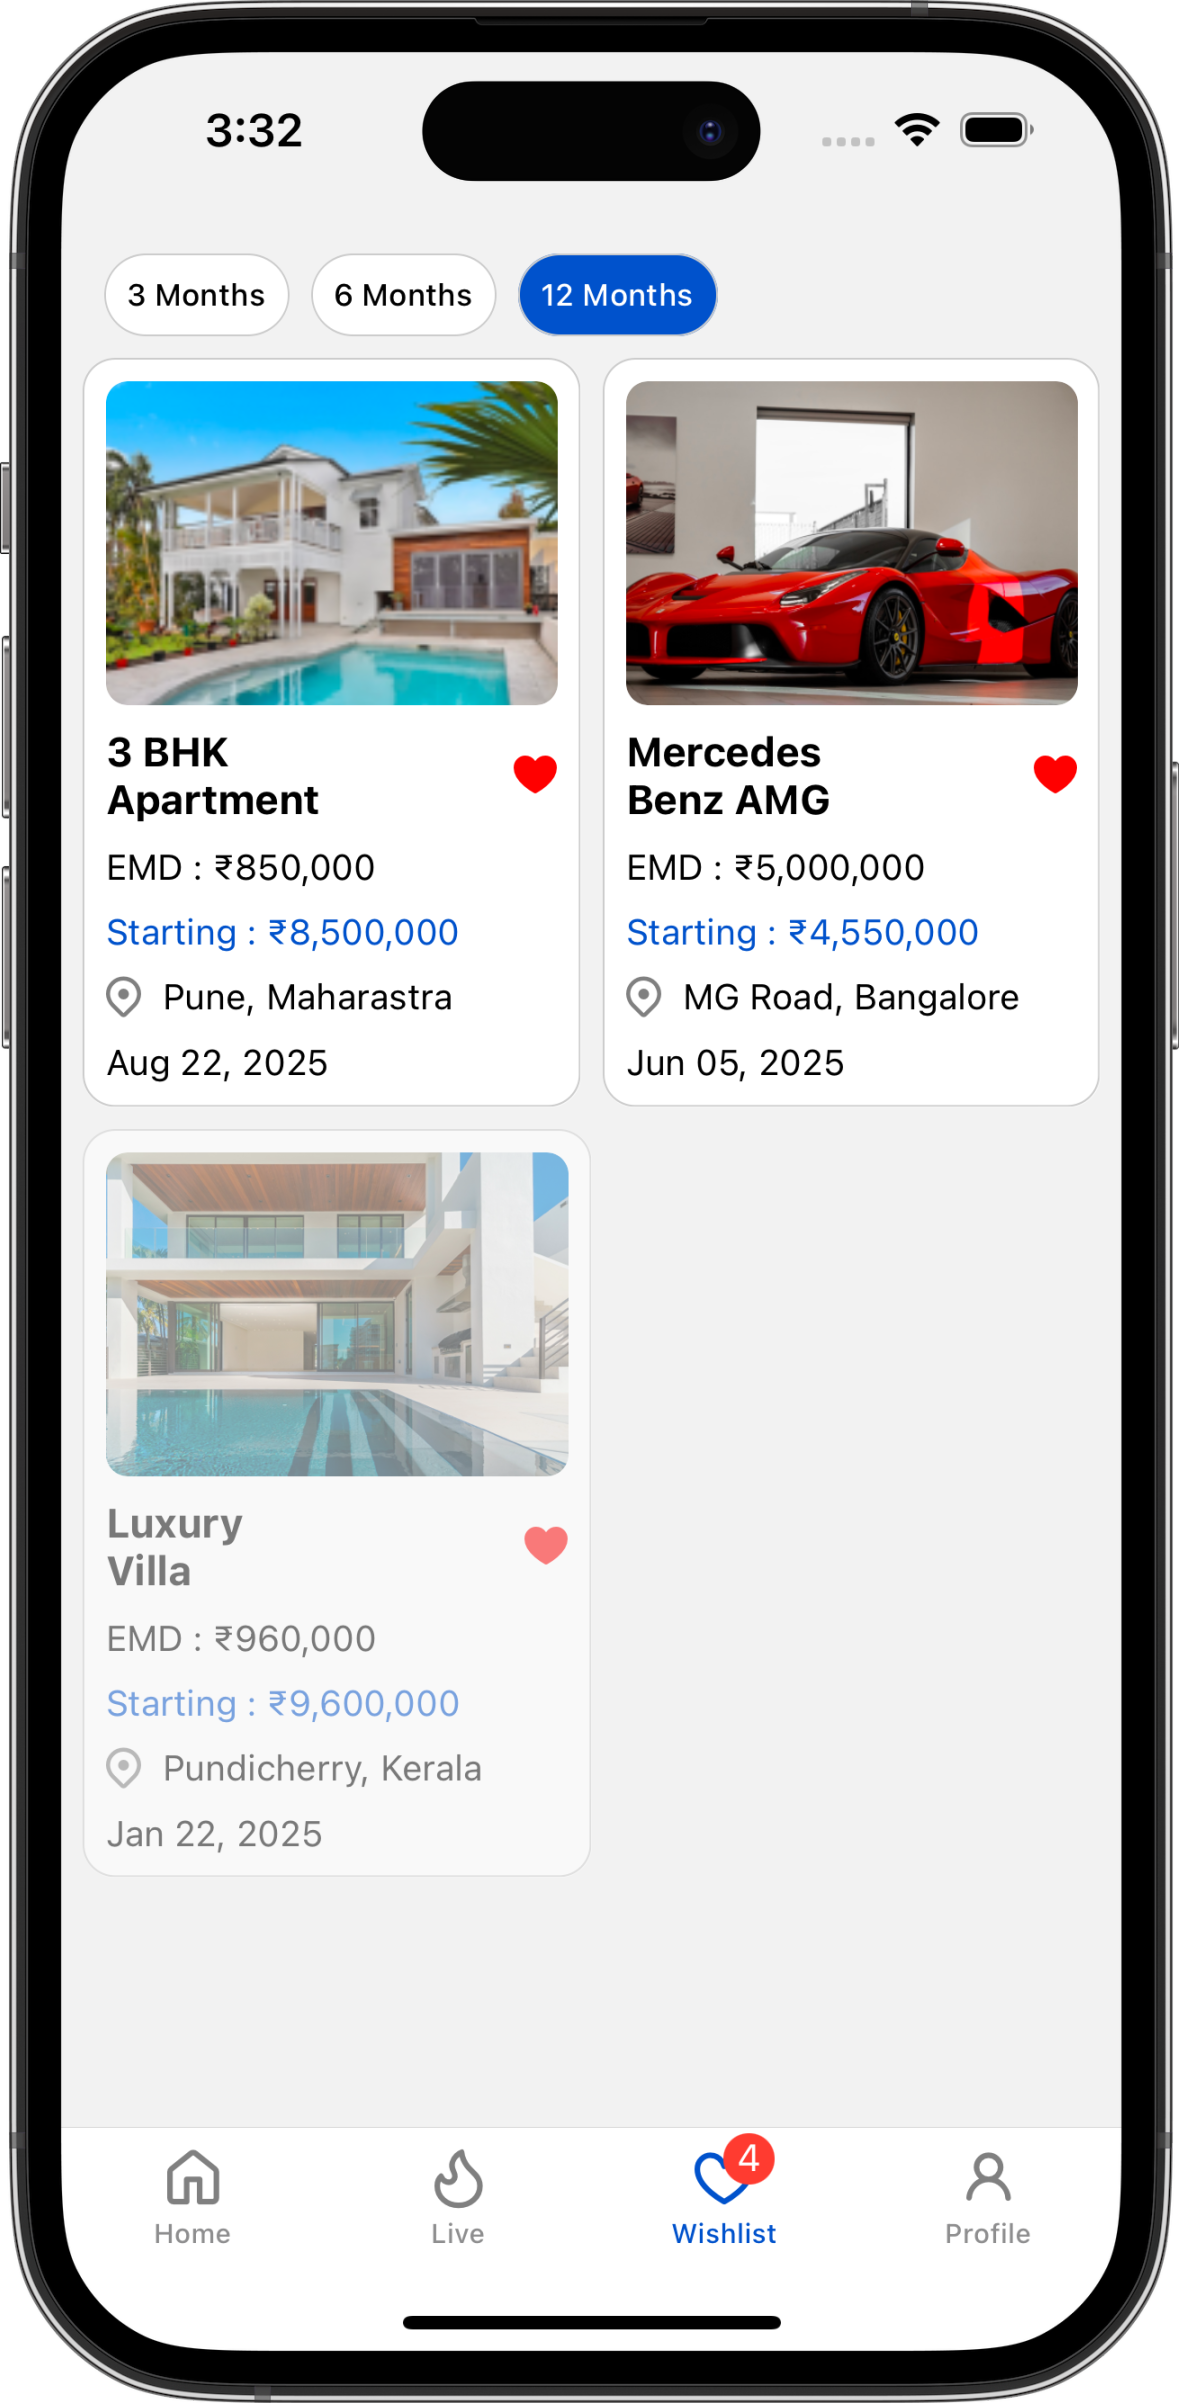 3:32
3 Months
6 Months
12 Months
3 BHK
Apartment
EMD : ₹850,000
Starting : ₹8,500,000
Pune, Maharastra
Aug 22, 2025
Mercedes
Benz AMG
EMD : ₹5,000,000
Starting : ₹4,550,000
MG Road, Bangalore
Jun 05, 2025
Luxury
Villa
EMD : ₹960,000
Starting : ₹9,600,000
Pundicherry, Kerala
Jan 22, 2025
4
Home
Live
Wishlist
Profile